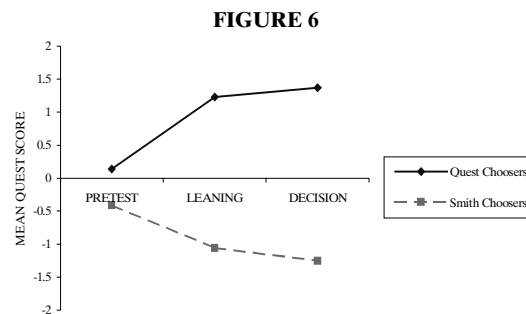 FIGURE 6
2
1.5
1
0.5
0
-0.5
-1
-1.5
-2
MEAN QUEST SCORE
PRETEST LEANING DECISION
Quest Choosers
Smith Choosers